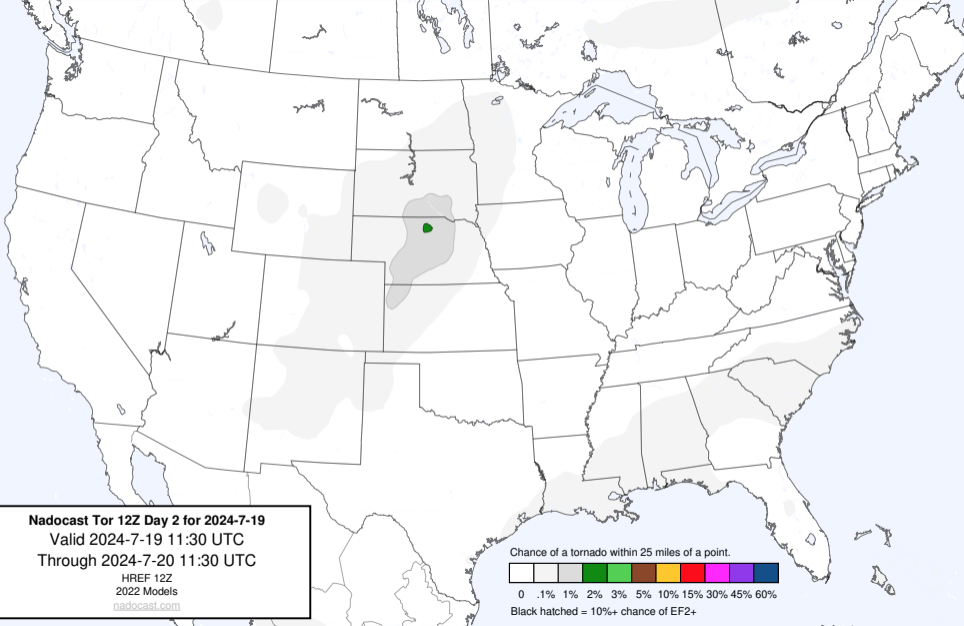 Nadocast Tor 12Z Day 2 for 2024-7-19
Valid 2024-7-19 11:30 UTC
Through 2024-7-20 11:30 UTC
HREF 12Z
2022 Models
nadocast.com
Chance of a tornado within 25 miles of a point.
0 .1% 1% 2% 3% 5% 10% 15% 30% 45% 60%
Black hatched = 10%+ chance of EF2+